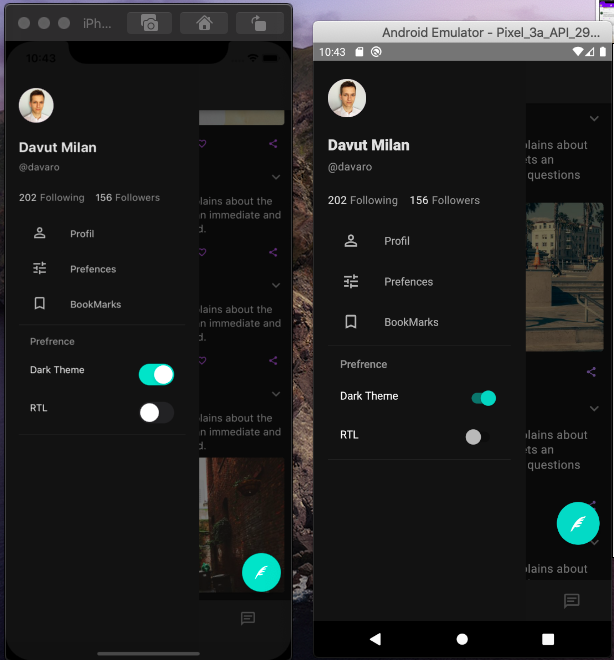 iPh...
Android Emulator - Pixel_3a_API_29...
10:43
Davut Milan
@davaro
202 Following 156 Followers
Profil
Prefences
BookMarks
Prefrence
Dark Theme
RTL
lains about the
n immediate and
d.
lains about the
n immediate and
d.
lains about the
n immediate and
d.
10:43
Davut Milan
@davaro
202 Following 156 Followers
Profil
Prefences
BookMarks
Prefrence
Dark Theme
RTL
lains about
ets an
questions
lains about
ets an
questions
lains about